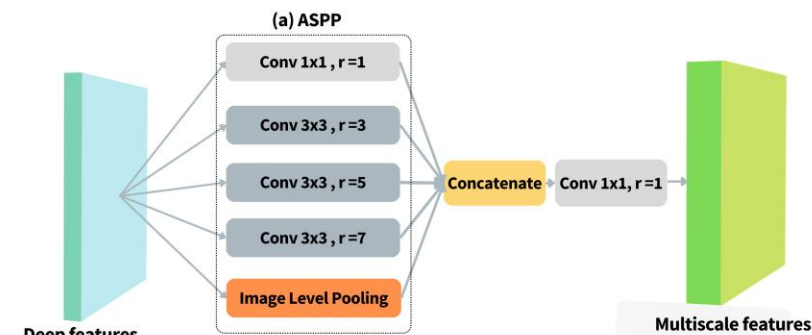 (a) ASPP
Conv 1x1 , r =1
Conv 3x3 , r=3
Conv 3x3 , r=5
Conv 3x3 , r=7
Image Level Pooling
Concatenate
Conv 1x1, r =1
Deep features
Multiscale features